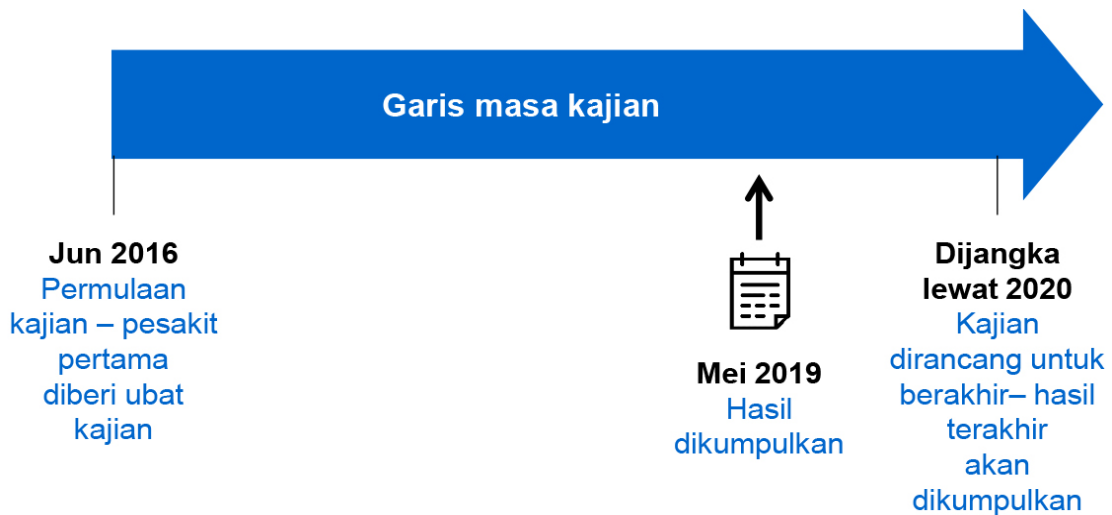 Garis masa kajian
Jun 2016
Permulaan
kajian – pesakit
pertama
diberi ubat
kajian
Mei 2019
Hasil
dikumpulkan
Dijangka
lewat 2020
Kajian
dirancang untuk
berakhir– hasil
terakhir
akan
dikumpulkan